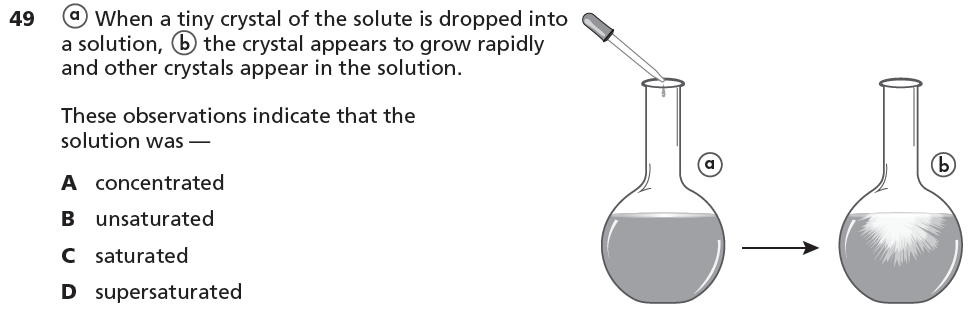 49 ⓐ When a tiny crystal of the solute is dropped into
a solution, ⓑ the crystal appears to grow rapidly
and other crystals appear in the solution.
These observations indicate that the
solution was —
A concentrated
B unsaturated
C saturated
D supersaturated
ⓐ
ⓑ